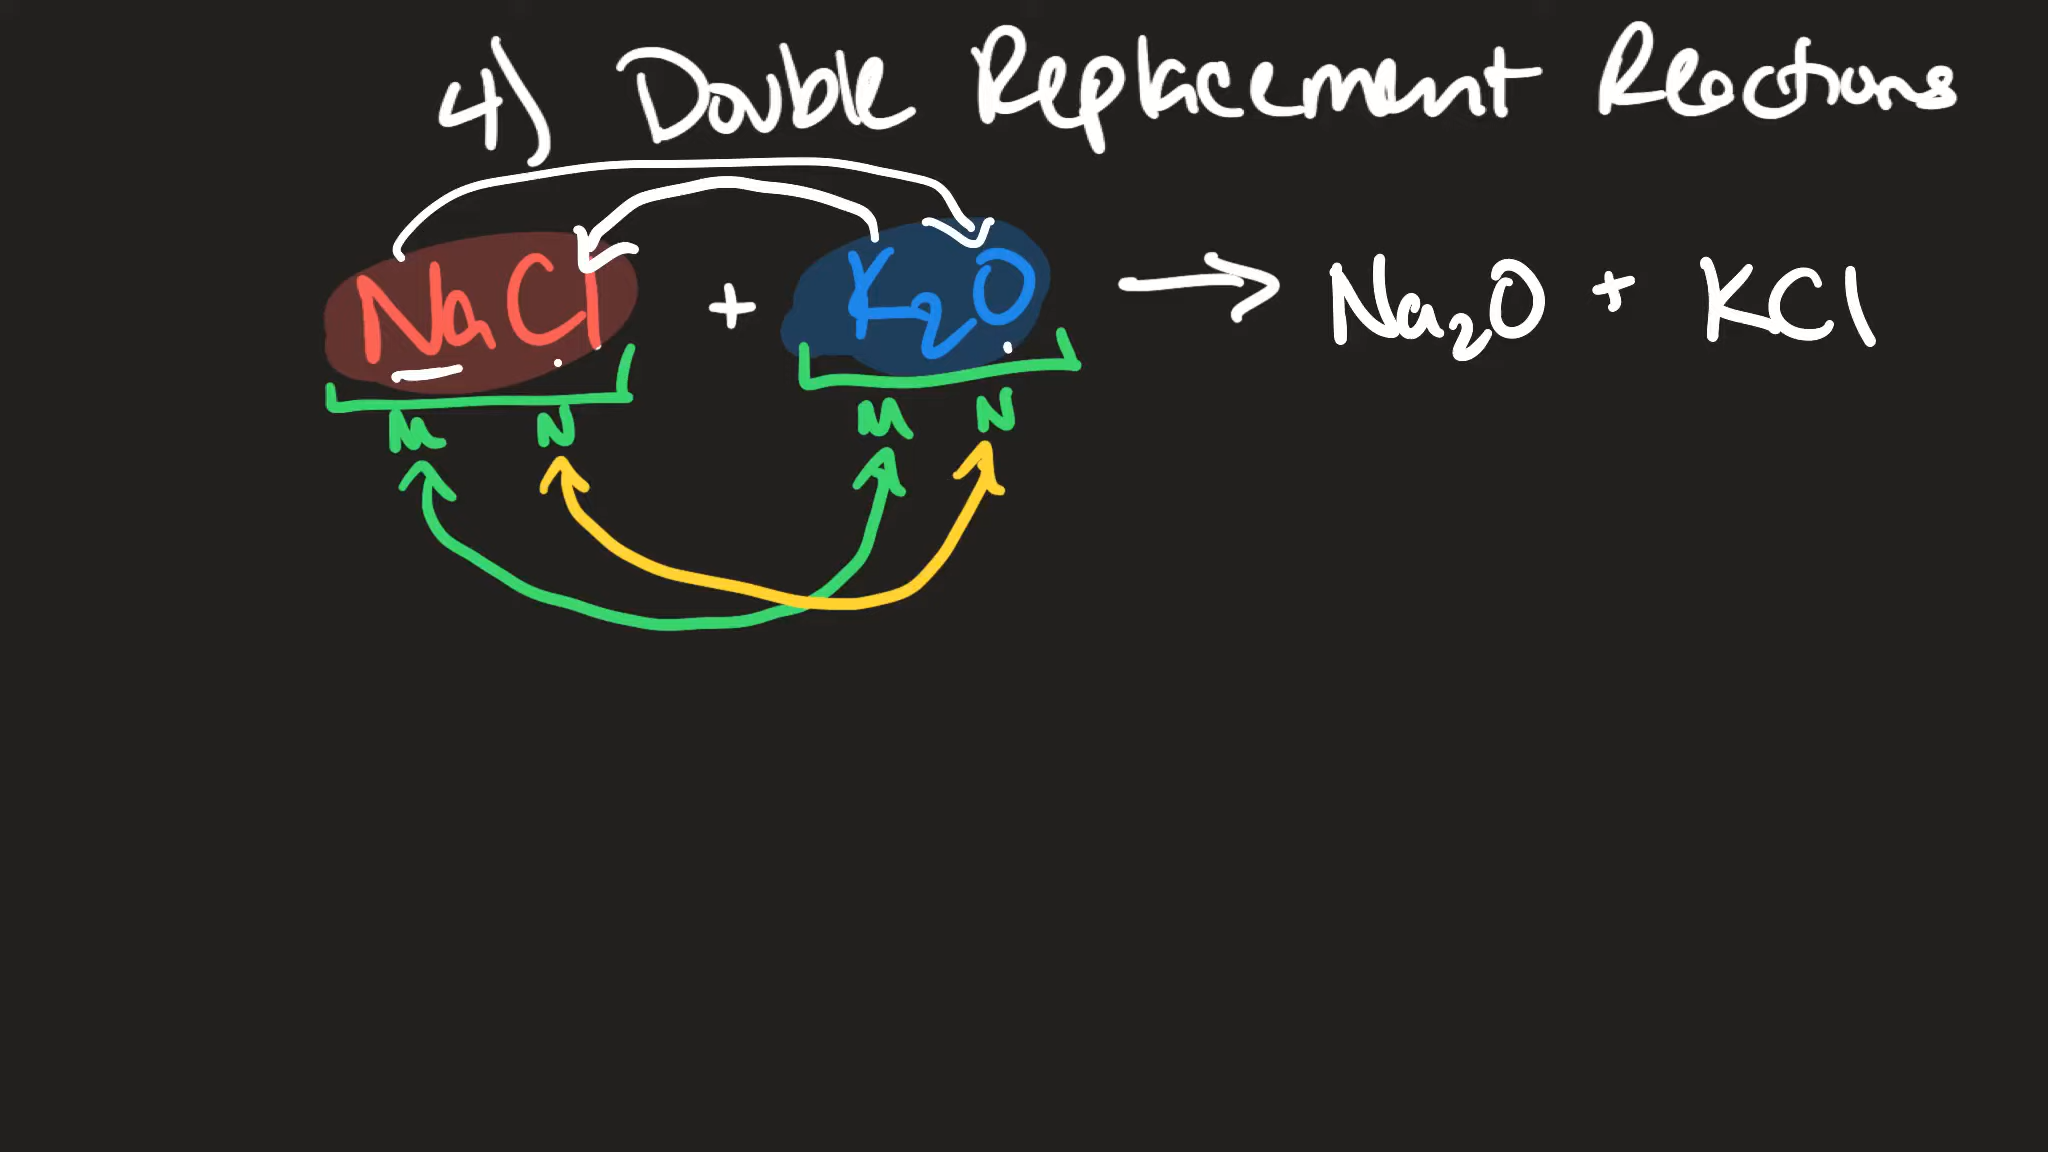 4) Double Replacement Reactions
NaCl + K₂O → Na₂O + KCl
M N M N